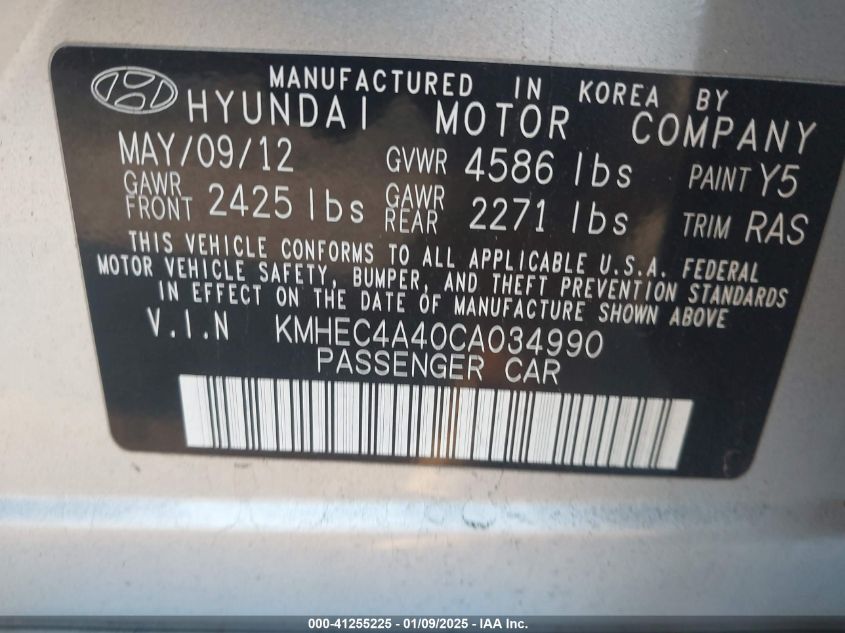 MANUFACTURED IN KOREA BY
HYUNDAI MOTOR COMPANY
MAY/09/12 GVWR 4586 lbs PAINT Y5
GAWR FRONT 2425 lbs GAWR REAR 2271 lbs TRIM RAS
THIS VEHICLE CONFORMS TO ALL APPLICABLE U.S.A. FEDERAL
MOTOR VEHICLE SAFETY, BUMPER, AND THEFT PREVENTION STANDARDS
IN EFFECT ON THE DATE OF MANUFACTURE SHOWN ABOVE
V.I.N KMHEC4A40CA034990
PASSENGER CAR
000-41255225 - 01/09/2025 - IAA Inc.